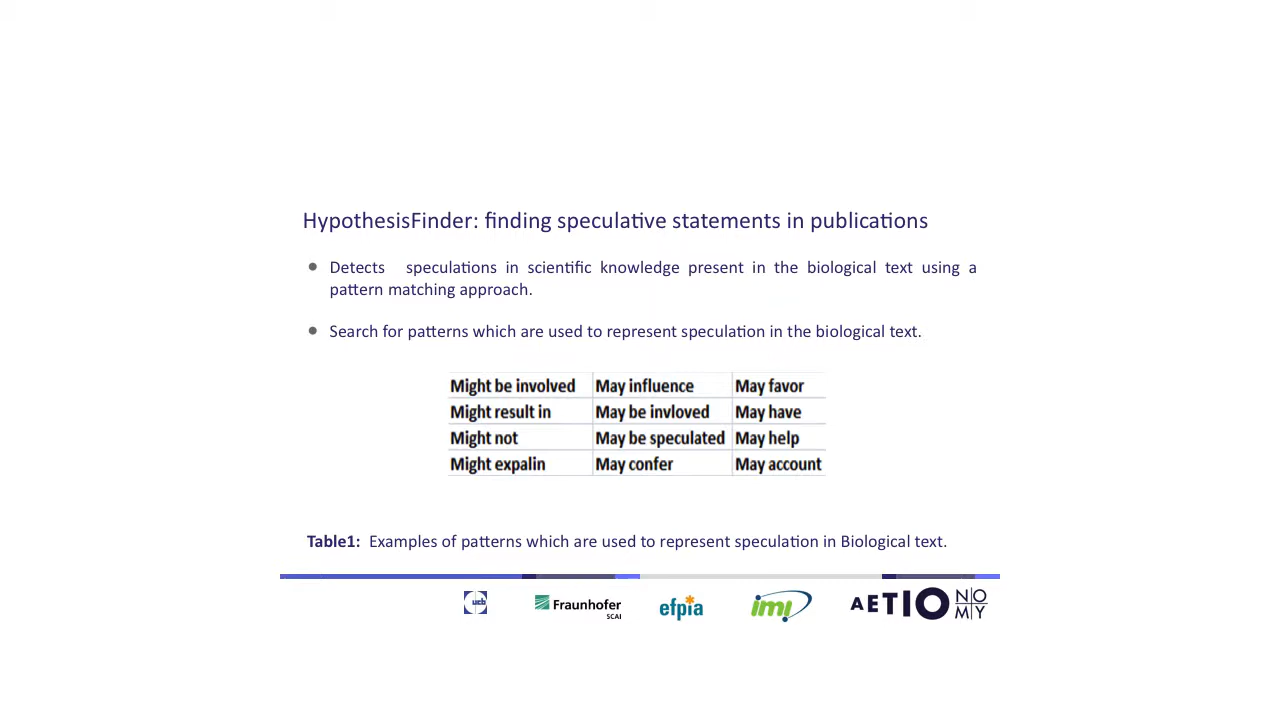 HypothesisFinder: finding speculative statements in publications
Detects speculations in scientific knowledge present in the biological text using a
pattern matching approach.
Search for patterns which are used to represent speculation in the biological text.
Might be involved May influence May favor
Might result in May be invloved May have
Might not May be speculated May help
Might expalin May confer May account
Table1: Examples of patterns which are used to represent speculation in Biological text.
ucb Fraunhofer SCAI efpia imi AETIONOMY